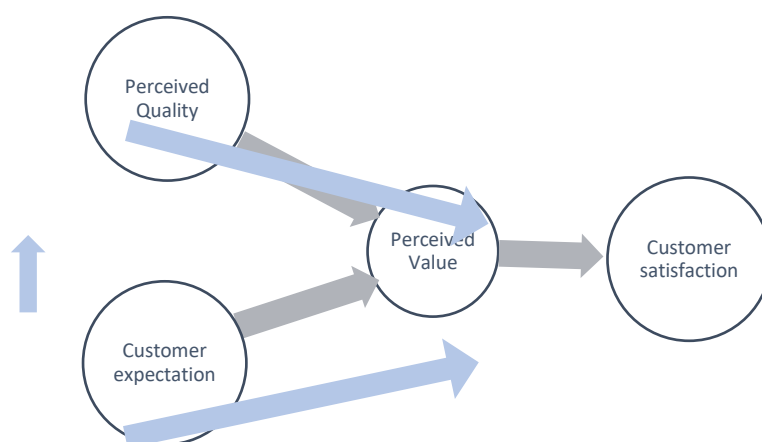 Perceived
Quality
Perceived
Value
Customer
satisfaction
Customer
expectation